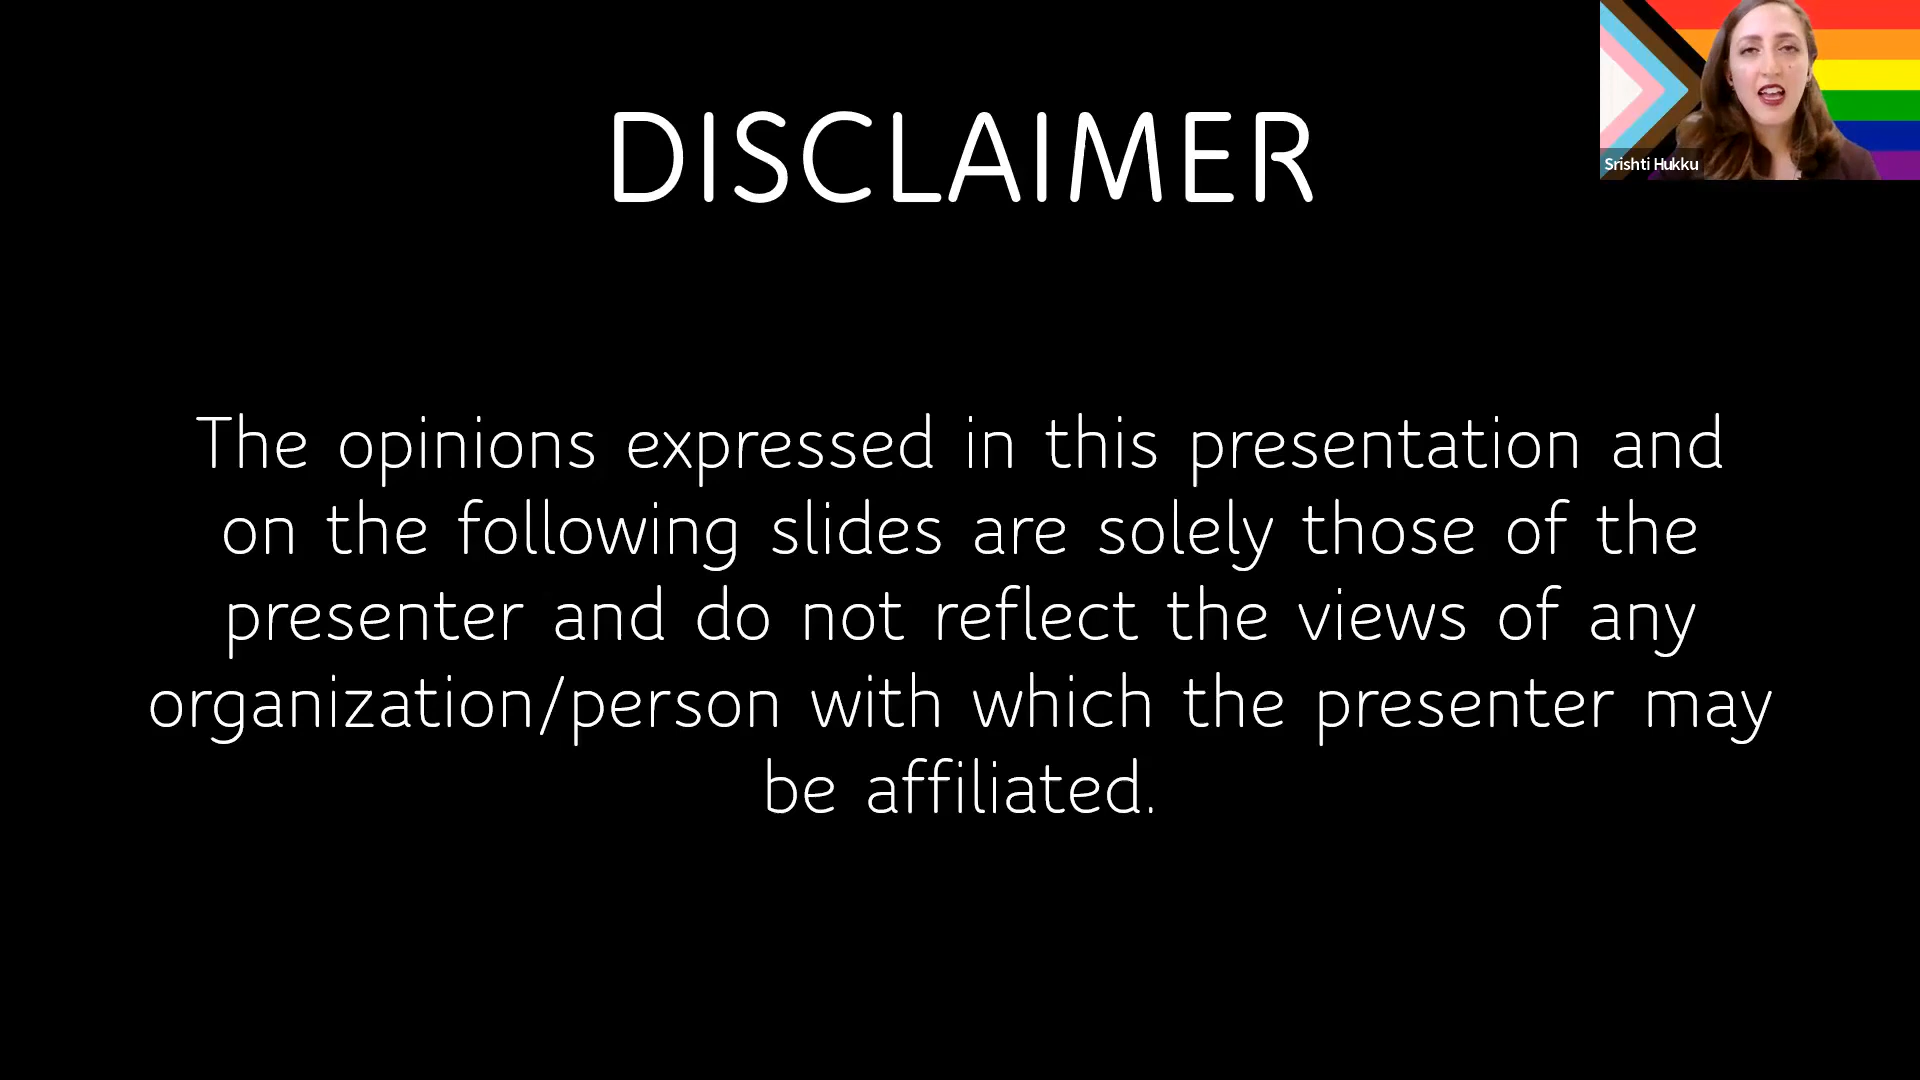 DISCLAIMER
Srishti Hukku
The opinions expressed in this presentation and
on the following slides are solely those of the
presenter and do not reflect the views of any
organization/person with which the presenter may
be affiliated.